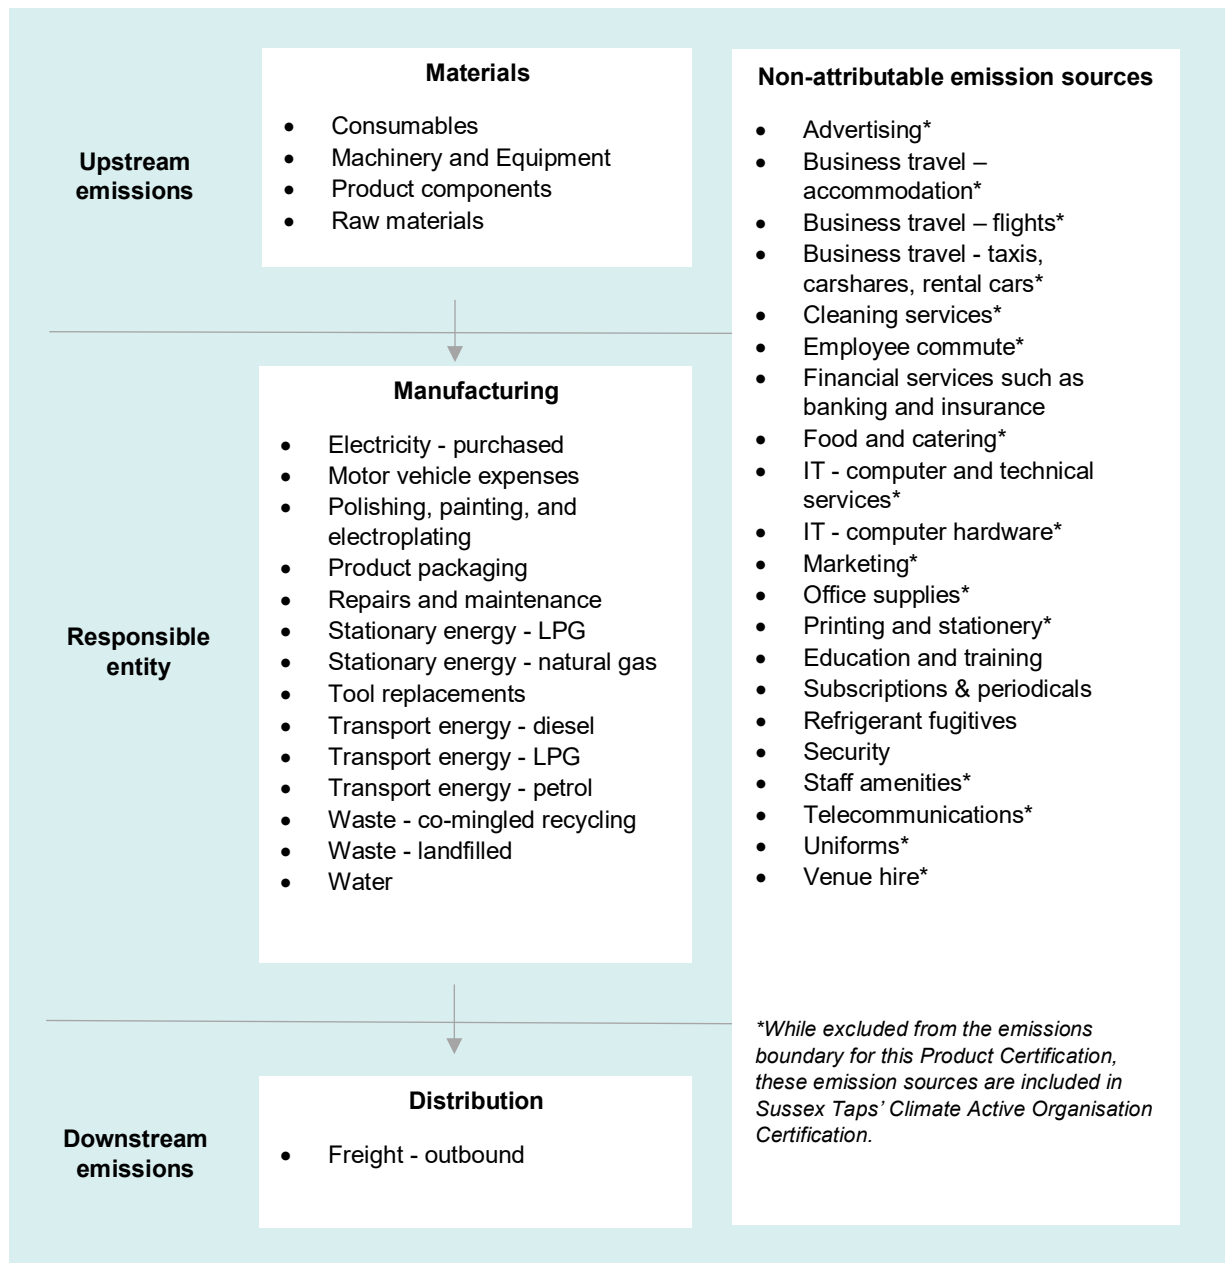 Upstream
emissions
Materials
• Consumables
• Machinery and Equipment
• Product components
• Raw materials
Responsible
entity
Manufacturing
• Electricity - purchased
• Motor vehicle expenses
• Polishing, painting, and
electroplating
• Product packaging
• Repairs and maintenance
• Stationary energy - LPG
• Stationary energy - natural gas
• Tool replacements
• Transport energy - diesel
• Transport energy - LPG
• Transport energy - petrol
• Waste - co-mingled recycling
• Waste - landfilled
• Water
Downstream
emissions
Distribution
• Freight - outbound
Non-attributable emission sources
• Advertising*
• Business travel –
accommodation*
• Business travel – flights*
• Business travel - taxis,
carshares, rental cars*
• Cleaning services*
• Employee commute*
• Financial services such as
banking and insurance
• Food and catering*
• IT - computer and technical
services*
• IT - computer hardware*
• Marketing*
• Office supplies*
• Printing and stationery*
• Education and training
• Subscriptions & periodicals
• Refrigerant fugitives
• Security
• Staff amenities*
• Telecommunications*
• Uniforms*
• Venue hire*
*While excluded from the emissions
boundary for this Product Certification,
these emission sources are included in
Sussex Taps’ Climate Active Organisation
Certification.